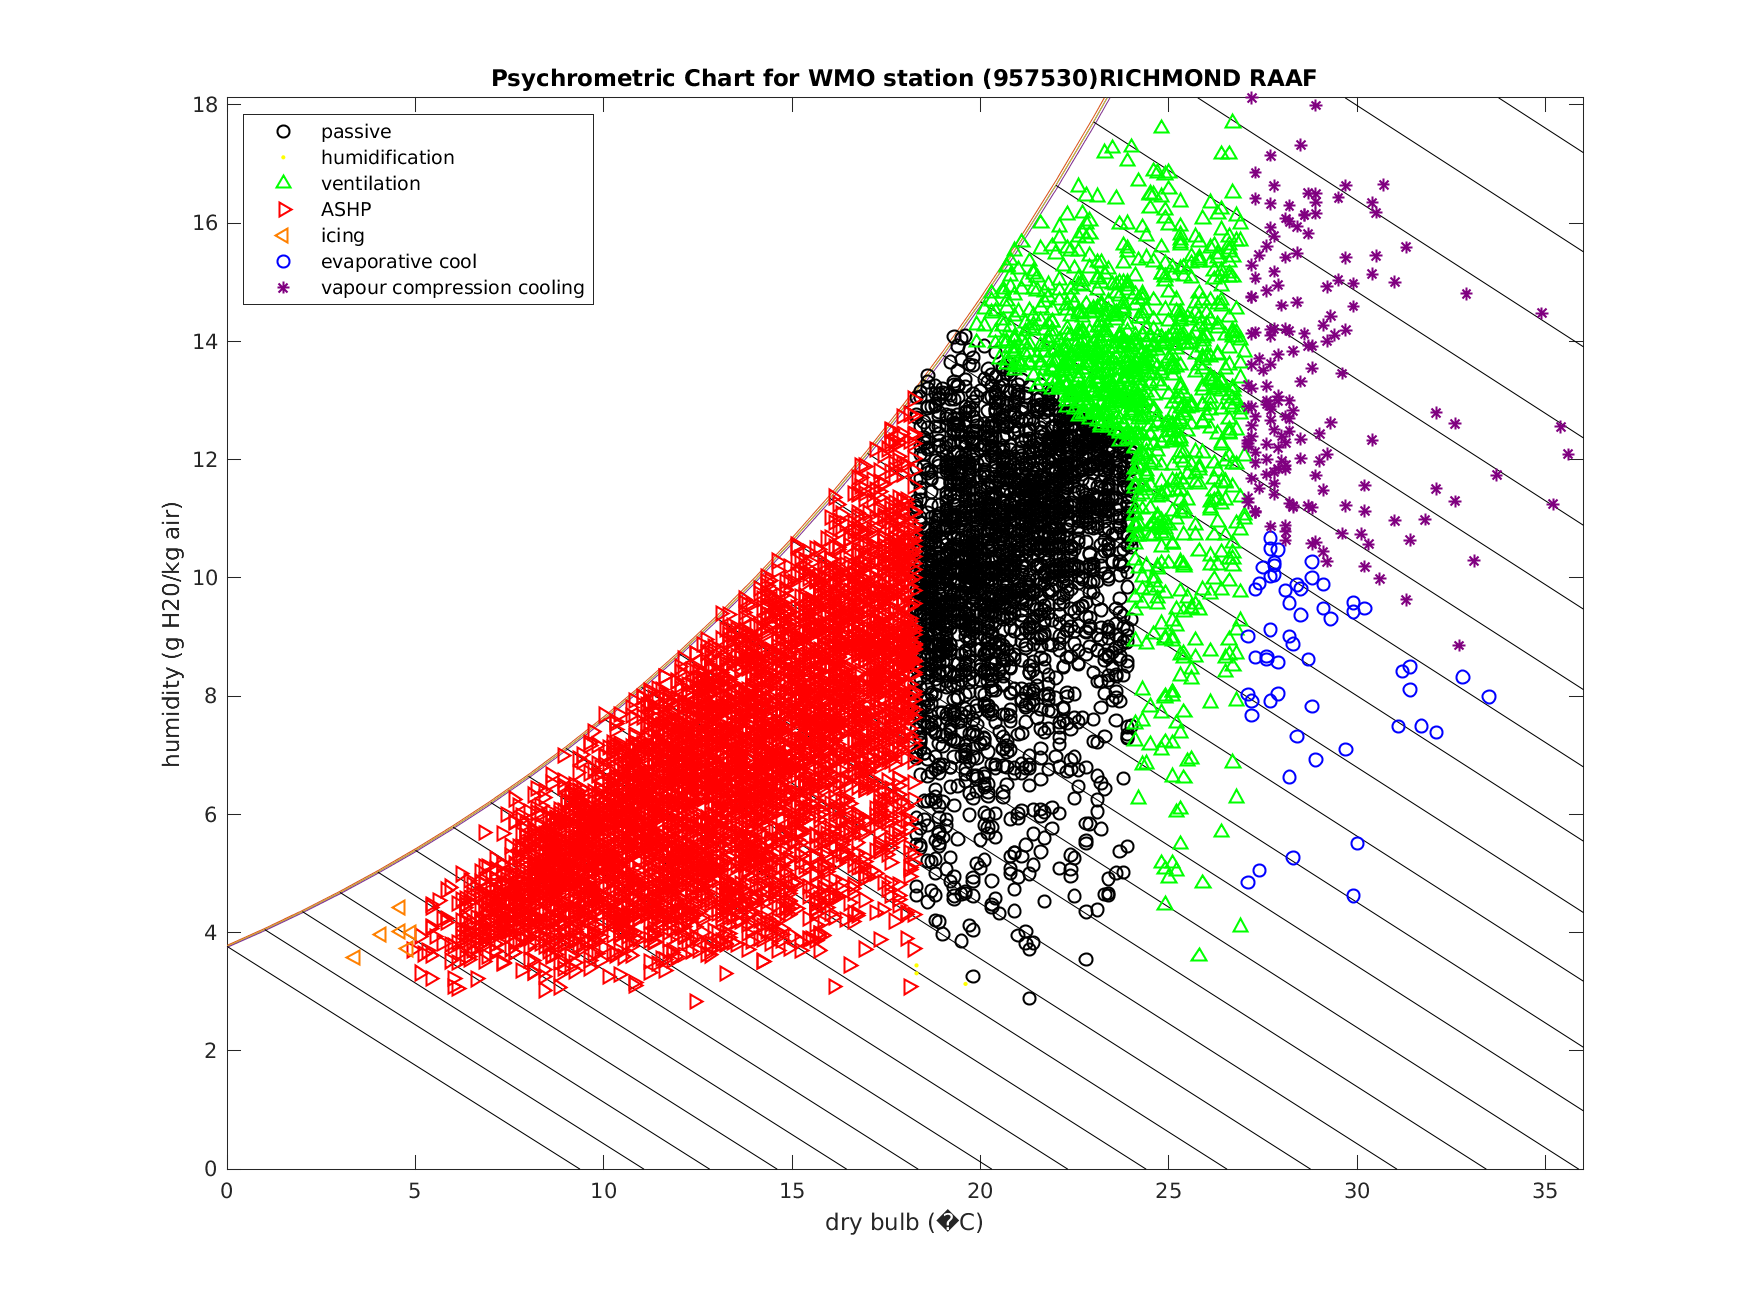 Psychrometric Chart for WMO station (957530)RICHMOND RAAF
18
16
14
12
10
8
6
4
2
0
humidity (g H20/kg air)
passive
humidification
ventilation
ASHP
icing
evaporative cool
vapour compression cooling
0 5 10 15 20 25 30 35
dry bulb (�C)